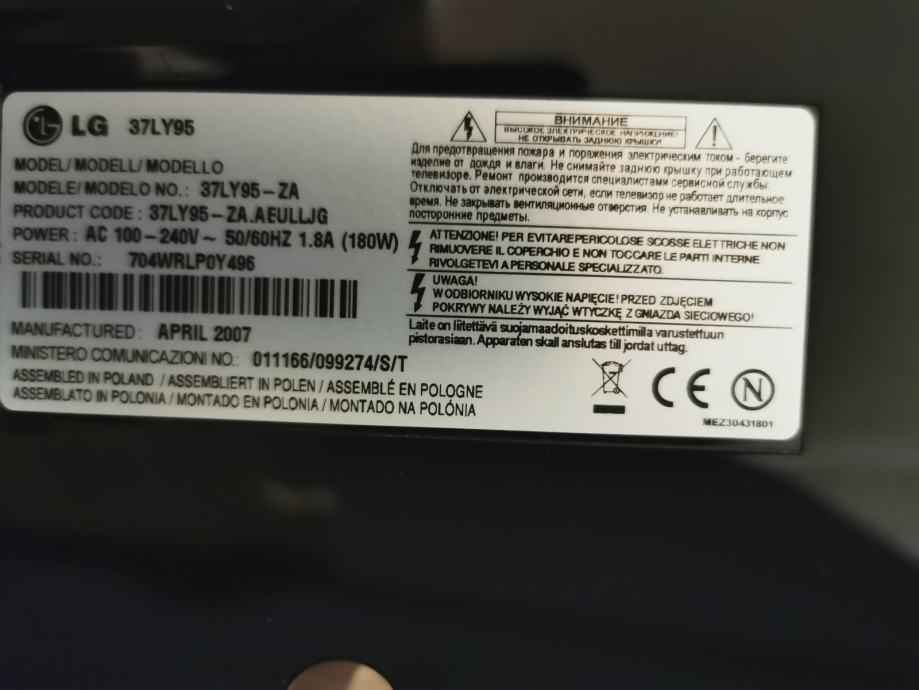 LG 37LY95
MODEL/ MODELL/ MODELLO
MODELE/ MODELO NO.: 37LY95-ZA
PRODUCT CODE : 37LY95-ZA.AEULLJG
POWER : AC 100-240V ~ 50/60HZ 1.8A (180W)
SERIAL NO.: 704WRLP0Y496
MANUFACTURED : APRIL 2007
MINISTERO COMUNICAZIONI NO.: 011166/099274/S/T
ASSEMBLED IN POLAND / ASSEMBLIERT IN POLEN / ASSEMBLÉ EN POLOGNE
ASSEMBLATO IN POLONIA / MONTADO EN POLONIA / MONTADO NA POLÓNIA
ВНИМАНИЕ
ВЫСОКОЕ ЭЛЕКТРИЧЕСКОЕ НАПРЯЖЕНИЕ!
НЕ ОТКРЫВАТЬ ЗАДНЮЮ КРЫШКУ!
Для предотвращения пожара и поражения электрическим током - берегите
изделие от дождя и влаги. Не снимайте заднюю крышку при работающем
телевизоре. Ремонт производится специалистами сервисной службы.
Отключать от электрической сети, если телевизор не работает длительное
время. Не закрывать вентиляционные отверстия. Не устанавливать на корпус
посторонние предметы.
ATTENZIONE! PER EVITARE PERICOLOSE SCOSSE ELETTRICHE NON
RIMUOVERE IL COPERCHIO E NON TOCCARE LE PARTI INTERNE.
RIVOLGETEVI A PERSONALE SPECIALIZZATO.
UWAGA!
W ODBIORNIKU WYSOKIE NAPIĘCIE! PRZED ZDJĘCIEM
POKRYWY NALEŻY WYJĄĆ WTYCZKĘ Z GNIAZDA SIECIOWEGO!
Laite on liitettävä suojamaadoituskoskettimilla varustettuun
pistorasiaan. Apparaten skall anslutas till jordat uttag.
CE N
MEZ30431801